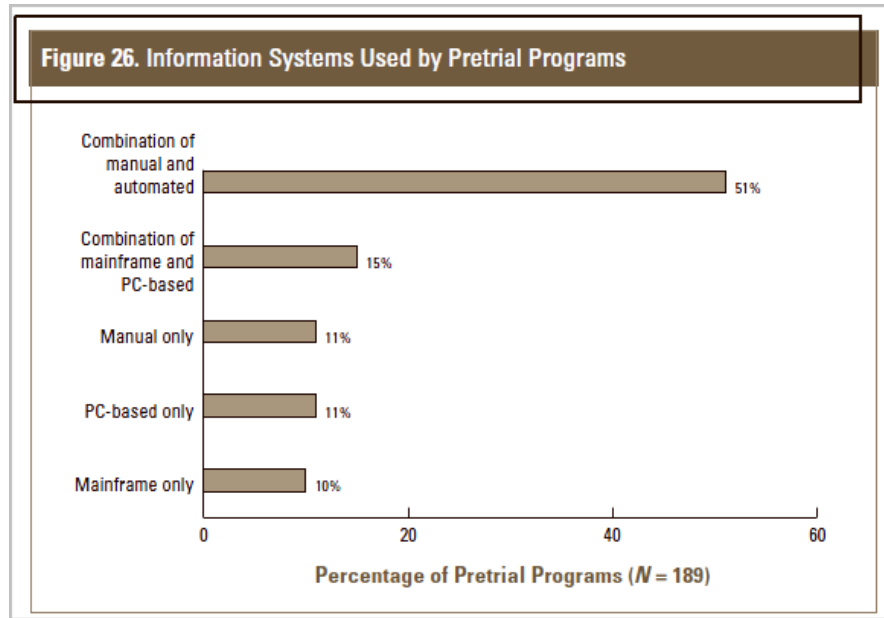 Figure 26. Information Systems Used by Pretrial Programs
Combination of
manual and
automated
51%
Combination of
mainframe and
PC-based
15%
Manual only
11%
PC-based only
11%
Mainframe only
10%
0
20
40
60
Percentage of Pretrial Programs (N = 189)